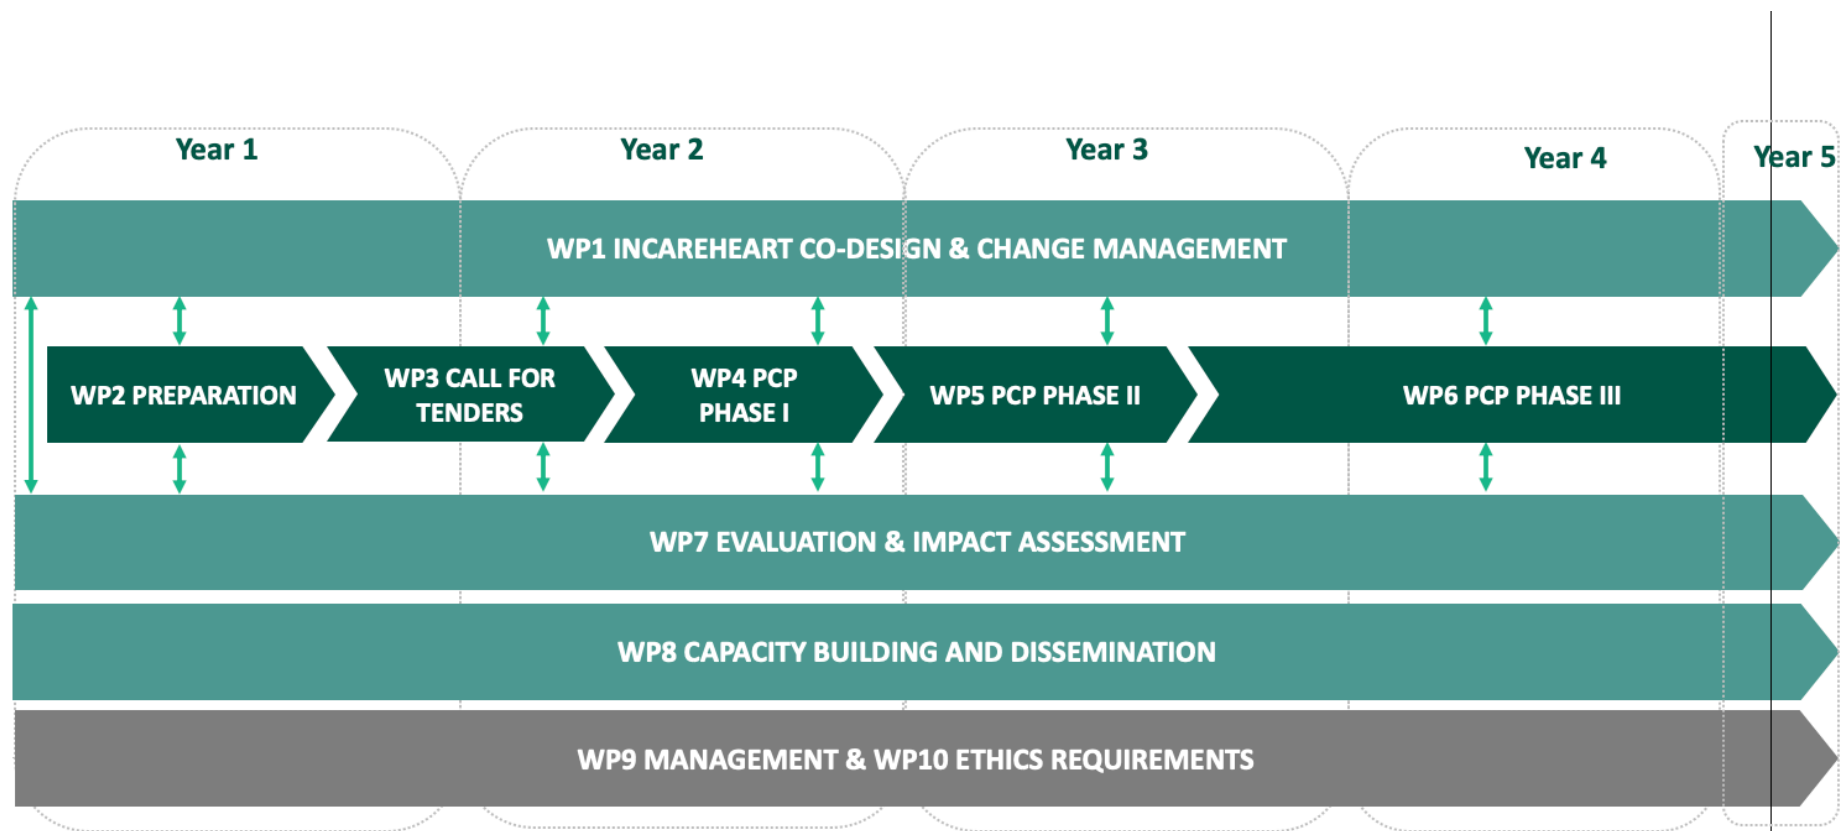 Year 1
Year 2
Year 3
Year 4
Year 5
WP1 INCAREHEART CO-DESIGN & CHANGE MANAGEMENT
WP2 PREPARATION
WP3 CALL FOR
TENDERS
WP4 PCP
PHASE I
WP5 PCP PHASE II
WP6 PCP PHASE III
WP7 EVALUATION & IMPACT ASSESSMENT
WP8 CAPACITY BUILDING AND DISSEMINATION
WP9 MANAGEMENT & WP10 ETHICS REQUIREMENTS